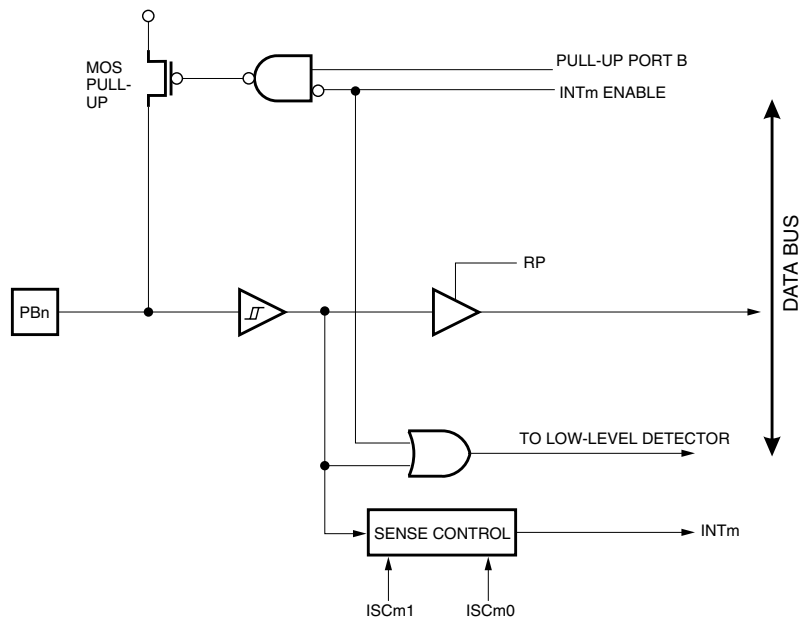 MOS
PULL-
UP
PULL-UP PORT B
INTm ENABLE
DATA BUS
RP
PBn
TO LOW-LEVEL DETECTOR
SENSE CONTROL
INTm
ISCm1
ISCm0